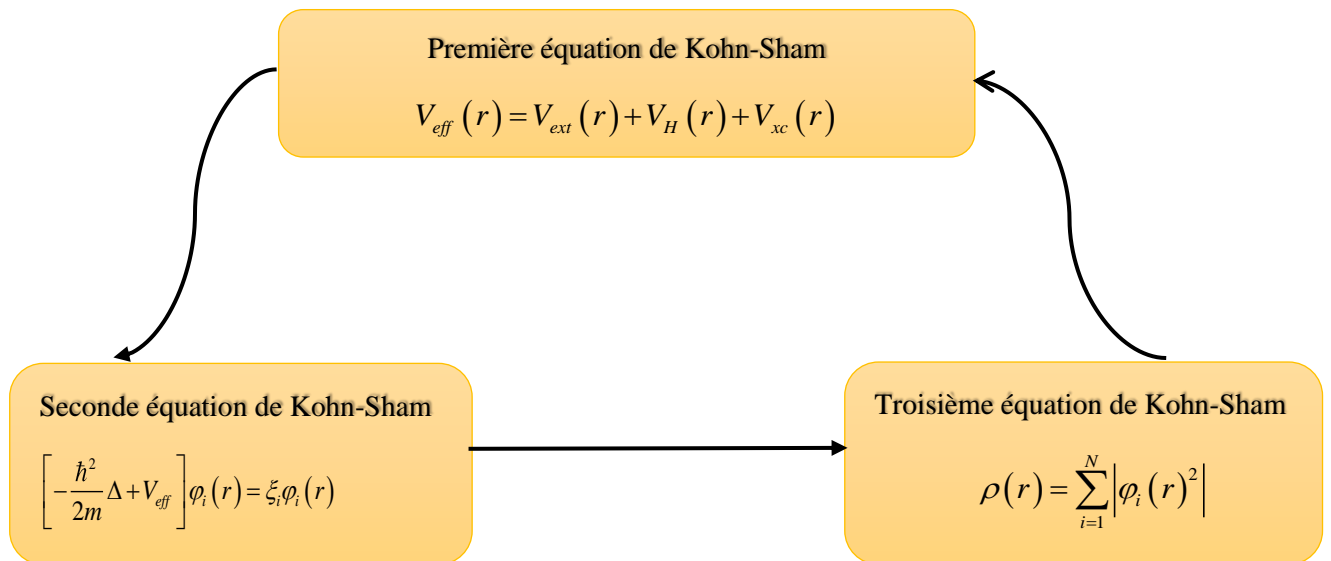 Première équation de Kohn-Sham
V_eff (r) = V_ext (r) + V_H (r) + V_xc (r)
Seconde équation de Kohn-Sham
[-ℏ²/2m Δ + V_eff] φ_i (r) = ξ_i φ_i (r)
Troisième équation de Kohn-Sham
ρ(r) = ∑_{i=1}^{N} |φ_i (r)²|